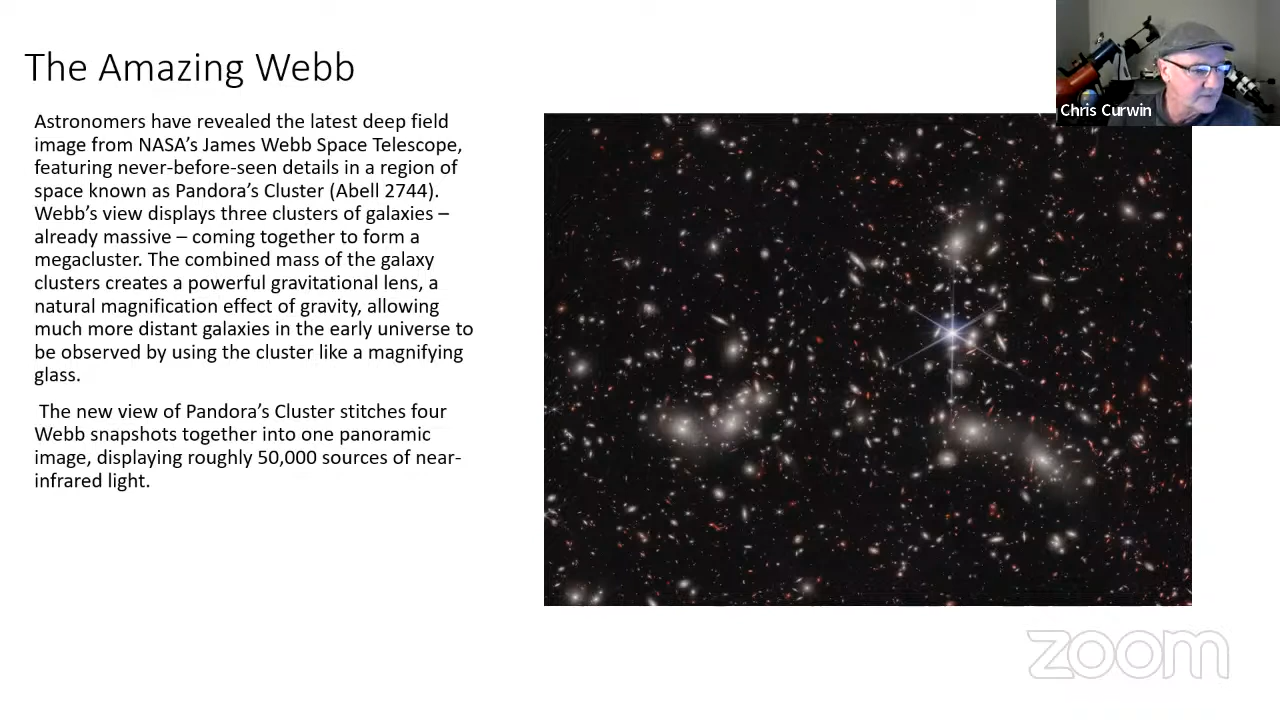 The Amazing Webb
Chris Curwin
Astronomers have revealed the latest deep field
image from NASA’s James Webb Space Telescope,
featuring never-before-seen details in a region of
space known as Pandora’s Cluster (Abell 2744).
Webb’s view displays three clusters of galaxies –
already massive – coming together to form a
megacluster. The combined mass of the galaxy
clusters creates a powerful gravitational lens, a
natural magnification effect of gravity, allowing
much more distant galaxies in the early universe to
be observed by using the cluster like a magnifying
glass.
The new view of Pandora’s Cluster stitches four
Webb snapshots together into one panoramic
image, displaying roughly 50,000 sources of near-
infrared light.
zoom